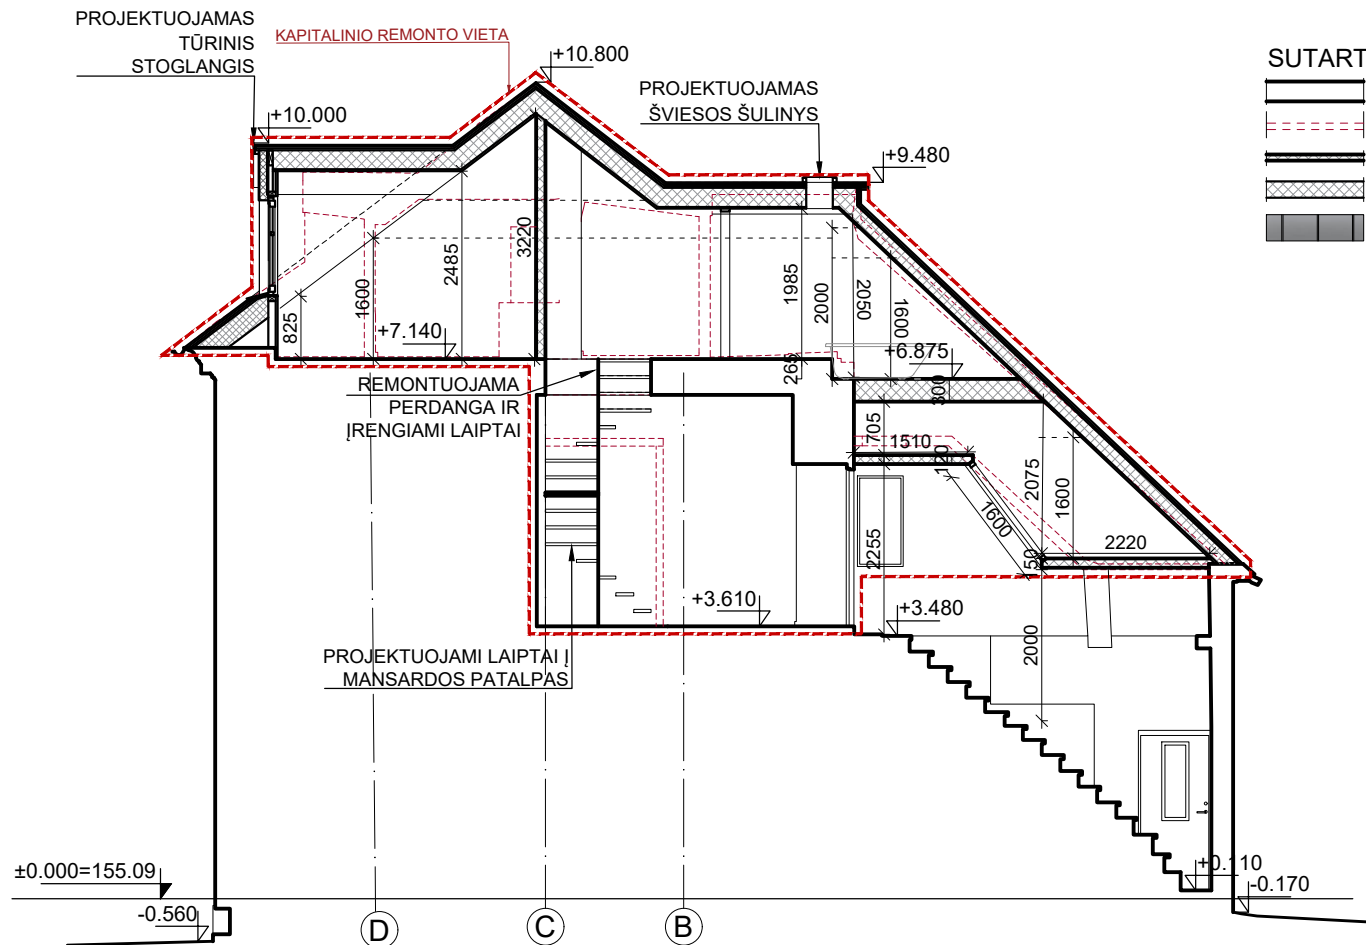 PROJEKTUOJAMAS
TŪRINIS
STOGLANGIS
KAPITALINIO REMONTO VIETA
+10.800
PROJEKTUOJAMAS
ŠVIESOS ŠULINYS
SUTART
+10.000
+9.480
825
1600
2485
3220
+7.140
1985
2000
2050
1600
265
+6.875
300
REMONTUOJAMA
PERDANGA IR
ĮRENGIAMI LAIPTAI
705
1510
120
2075
1600
1600
2255
2220
150
+3.610
+3.480
2000
PROJEKTUOJAMI LAIPTAI Į
MANSARDOS PATALPAS
±0.000=155.09
-0.560
+0.110
-0.170
D
C
B